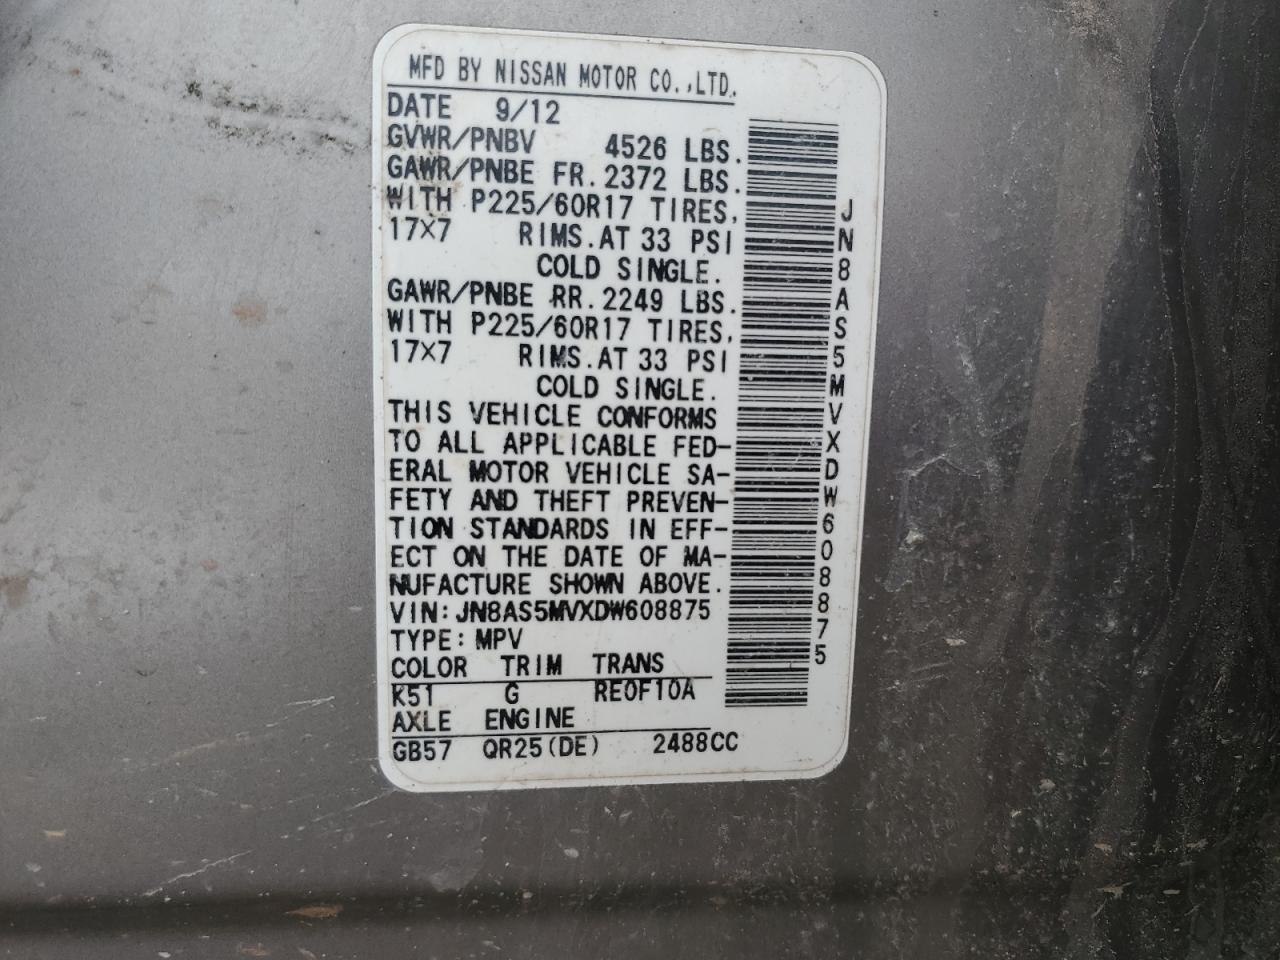 MFD BY NISSAN MOTOR CO.,LTD.
DATE 9/12
GVWR/PNBV 4526 LBS.
GAWR/PNBE FR. 2372 LBS.
WITH P225/60R17 TIRES,
17×7 RIMS.AT 33 PSI
COLD SINGLE.
GAWR/PNBE RR. 2249 LBS.
WITH P225/60R17 TIRES,
17×7 RIMS.AT 33 PSI
COLD SINGLE.
THIS VEHICLE CONFORMS
TO ALL APPLICABLE FED-
ERAL MOTOR VEHICLE SA-
FETY AND THEFT PREVEN-
TION STANDARDS IN EFF-
ECT ON THE DATE OF MA-
NUFACTURE SHOWN ABOVE.
VIN: JN8AS5MVXDW608875
TYPE: MPV
COLOR TRIM TRANS
K51 G RE0F10A
AXLE ENGINE
GB57 QR25(DE) 2488CC
JN8AS5MVXDW608875